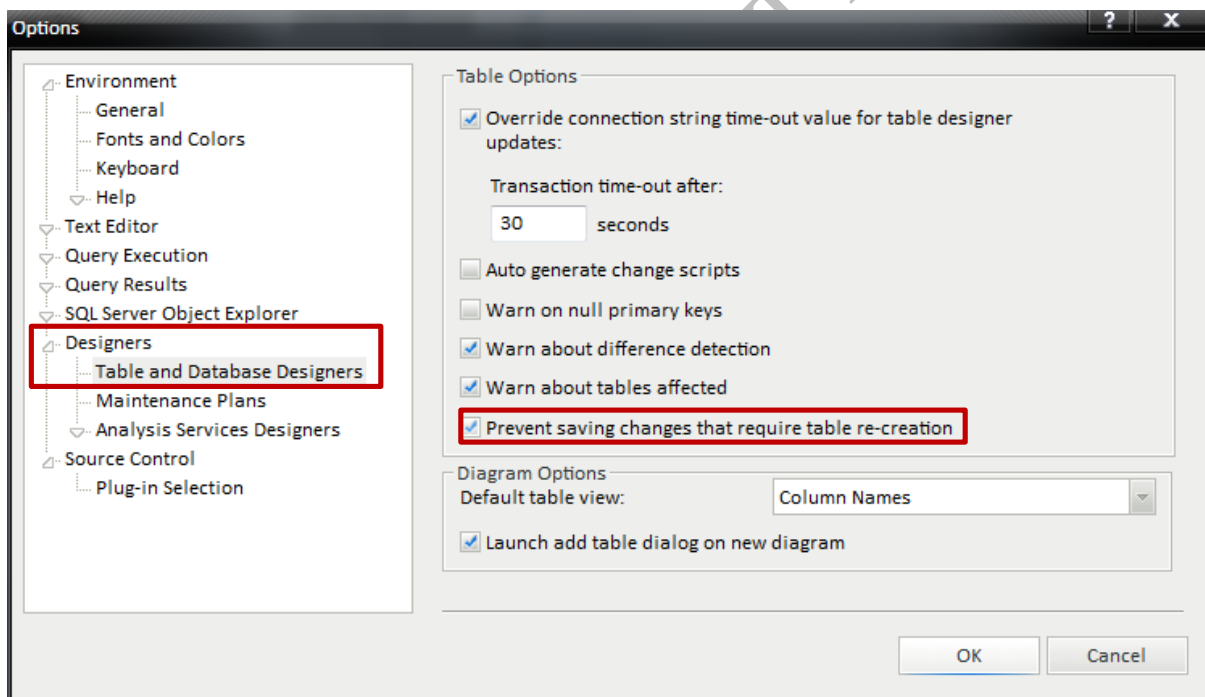 Options
Environment
General
Fonts and Colors
Keyboard
Help
Text Editor
Query Execution
Query Results
SQL Server Object Explorer
Designers
Table and Database Designers
Maintenance Plans
Analysis Services Designers
Source Control
Plug-in Selection
Table Options
Override connection string time-out value for table designer
updates:
Transaction time-out after:
30 seconds
Auto generate change scripts
Warn on null primary keys
Warn about difference detection
Warn about tables affected
Prevent saving changes that require table re-creation
Diagram Options
Default table view: Column Names
Launch add table dialog on new diagram
OK Cancel